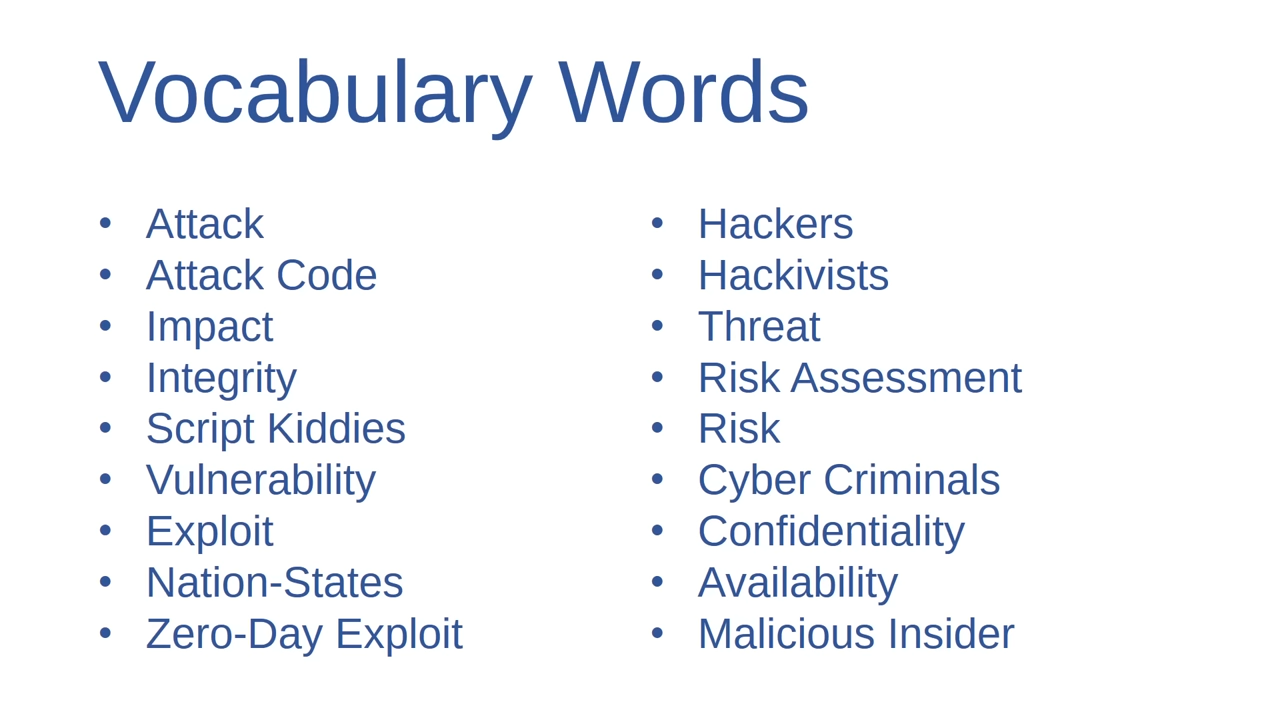 Vocabulary Words
• Attack
• Attack Code
• Impact
• Integrity
• Script Kiddies
• Vulnerability
• Exploit
• Nation-States
• Zero-Day Exploit
• Hackers
• Hackivists
• Threat
• Risk Assessment
• Risk
• Cyber Criminals
• Confidentiality
• Availability
• Malicious Insider